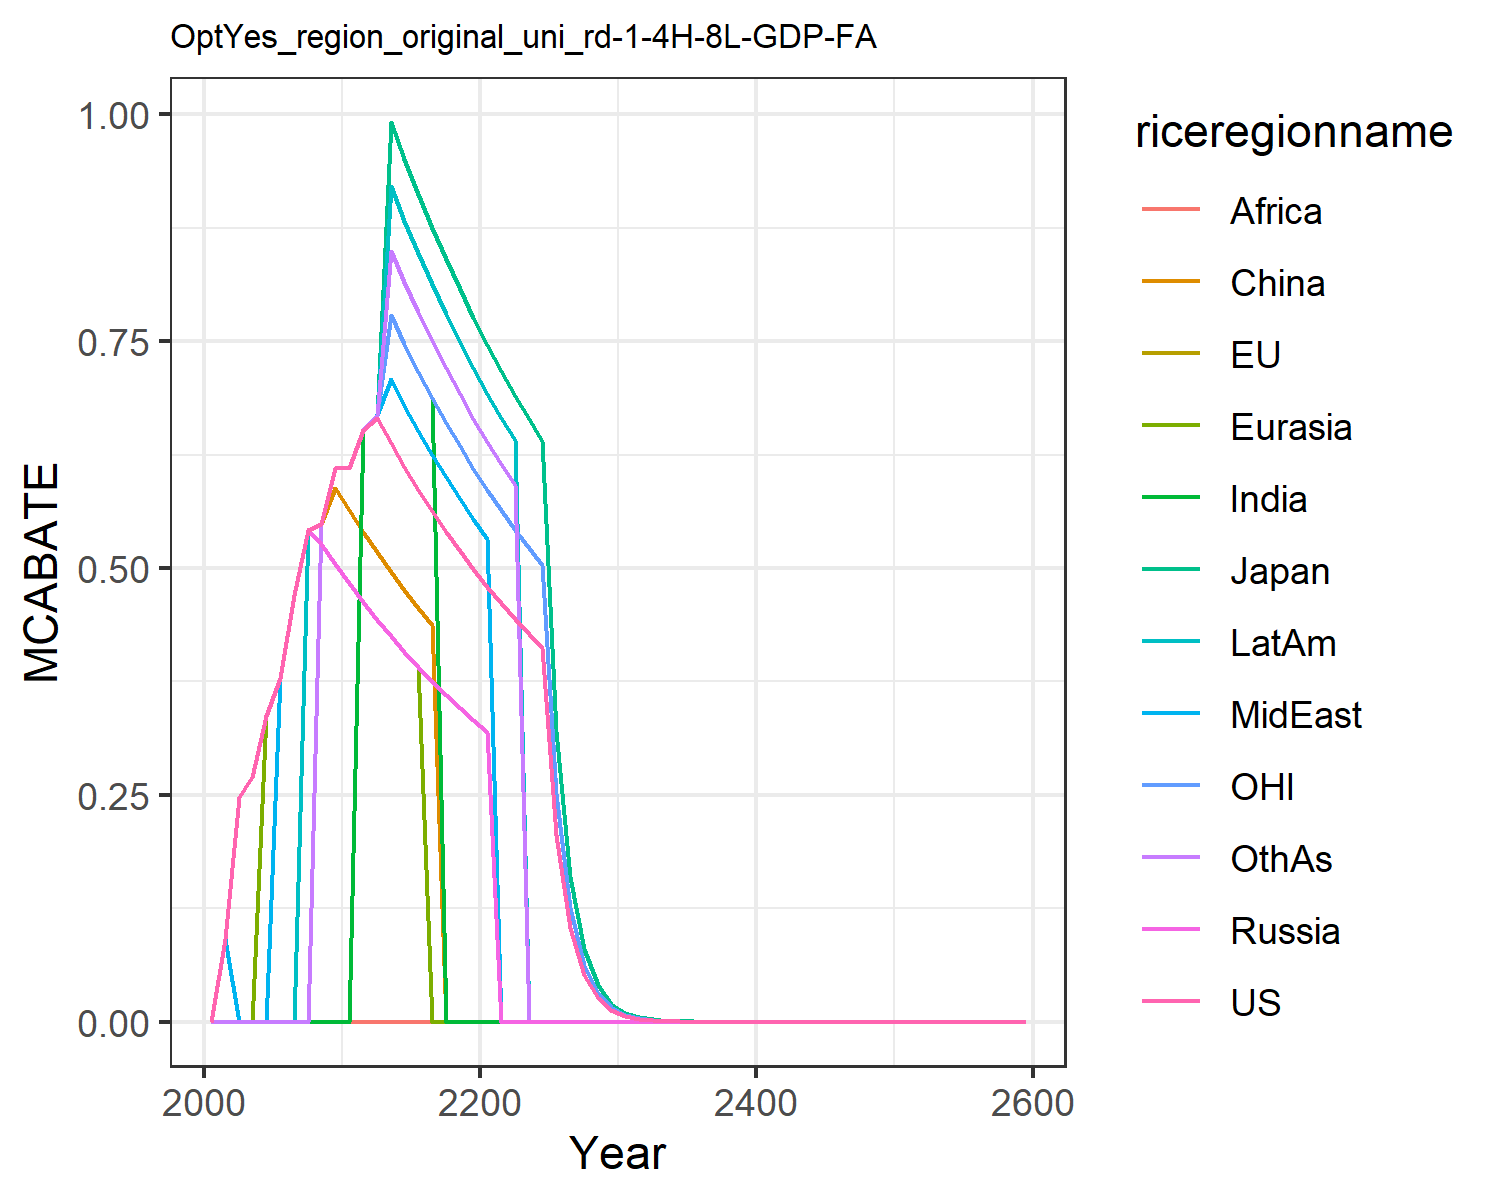 OptYes_region_original_uni_rd-1-4H-8L-GDP-FA
1.00
0.75
0.50
0.25
0.00
MCABATE
2000
2200
2400
2600
Year
riceregionname
Africa
China
EU
Eurasia
India
Japan
LatAm
MidEast
OHI
OthAs
Russia
US